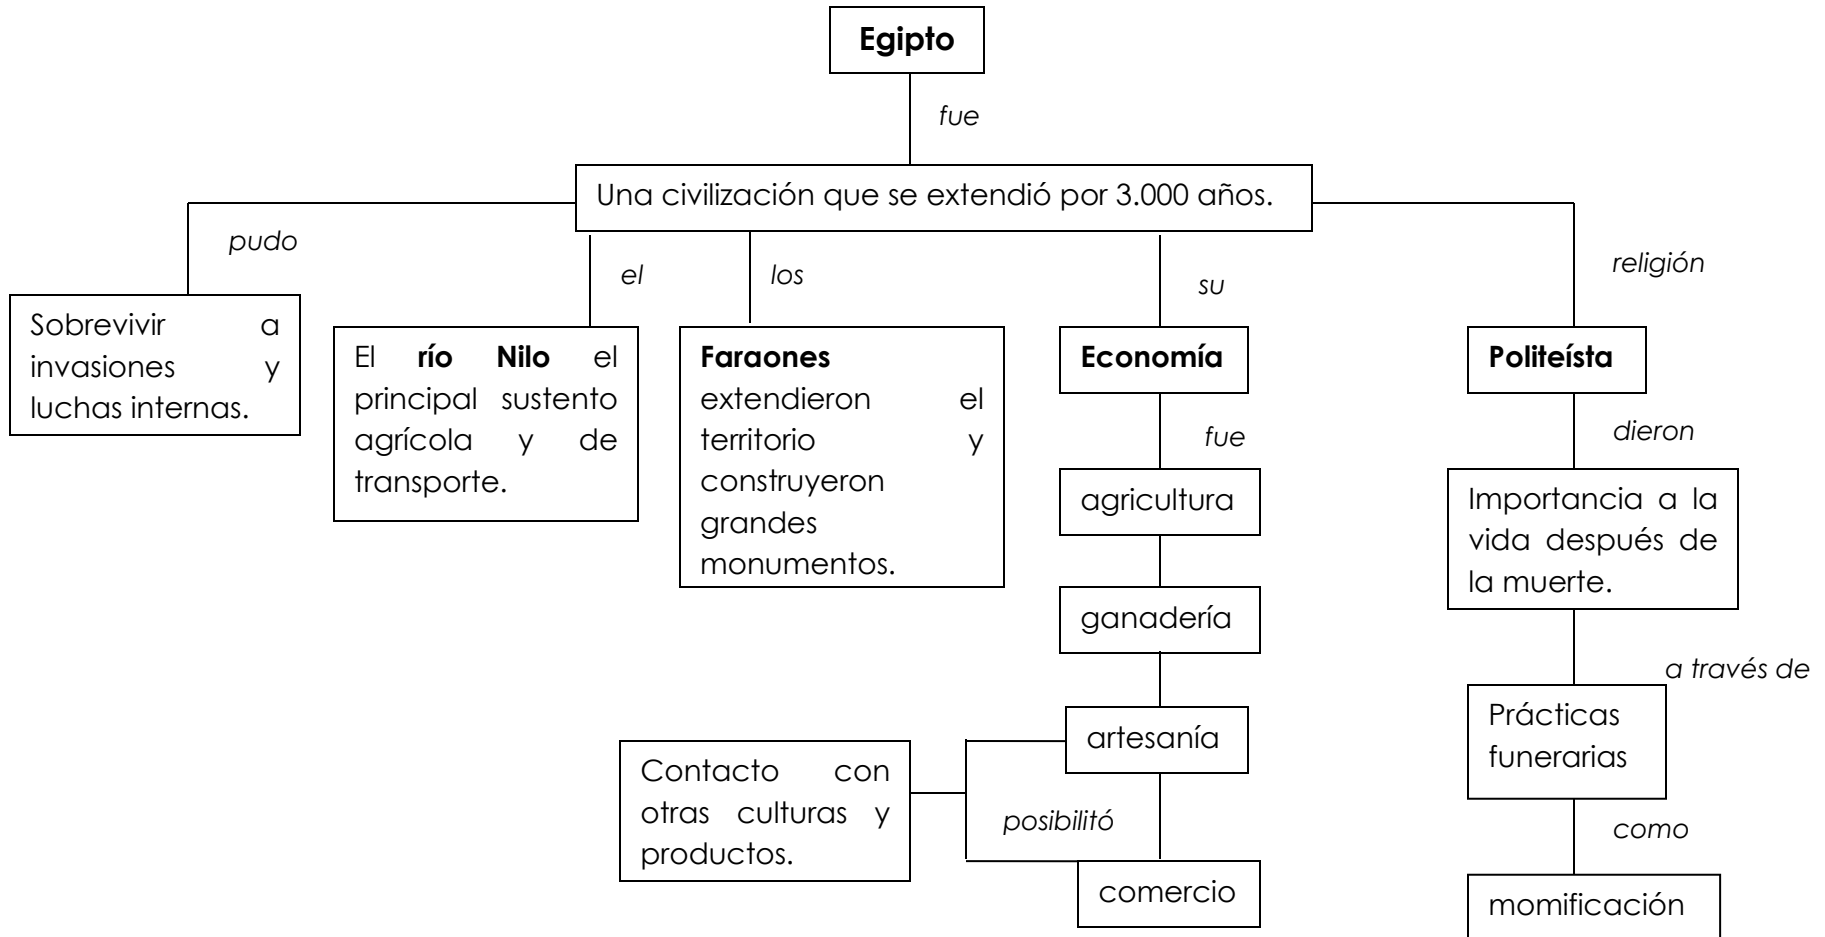 Egipto
fue
Una civilización que se extendió por 3.000 años.
pudo
Sobrevivir a
invasiones y
luchas internas.
el
El río Nilo el
principal sustento
agrícola y de
transporte.
los
Faraones
extendieron el
territorio y
construyeron
grandes
monumentos.
su
Economía
fue
agricultura
ganadería
artesanía
posibilitó
comercio
Contacto con
otras culturas y
productos.
religión
Politeísta
dieron
Importancia a la
vida después de
la muerte.
a través de
Prácticas
funerarias
como
momificación